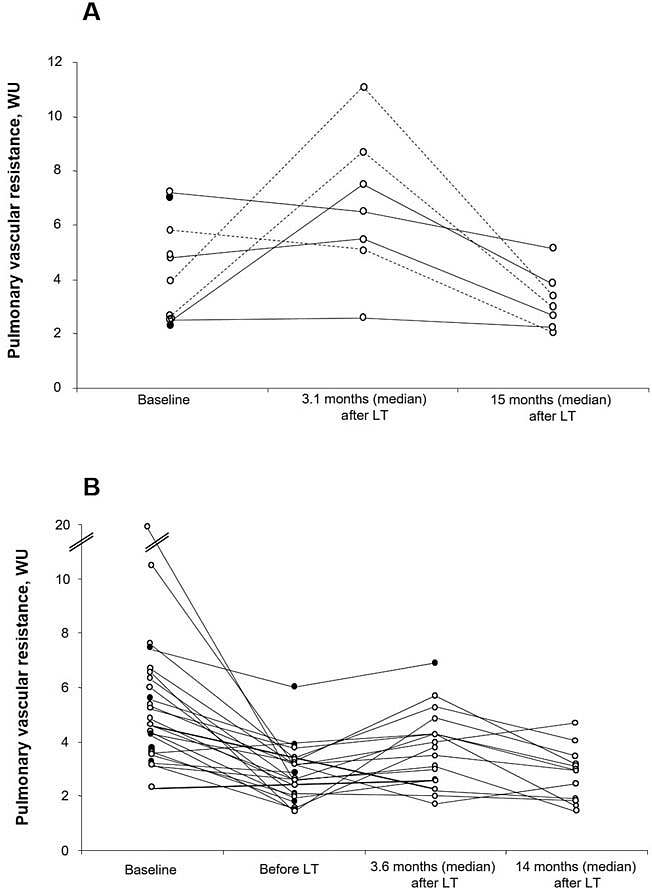 A
Pulmonary vascular resistance, WU
12
10
8
6
4
2
0
Baseline
3.1 months (median)
after LT
15 months (median)
after LT
B
Pulmonary vascular resistance, WU
20
10
8
6
4
2
0
Baseline
Before LT
3.6 months (median)
after LT
14 months (median)
after LT